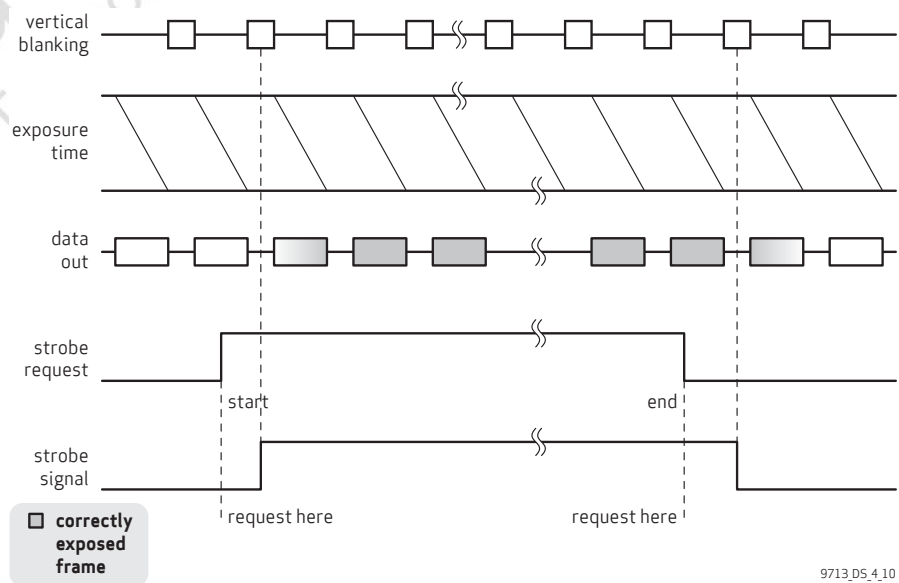 vertical
blanking
exposure
time
data
out
strobe
request
start
end
strobe
signal
request here
request here
correctly
exposed
frame
9713_DS_4_10